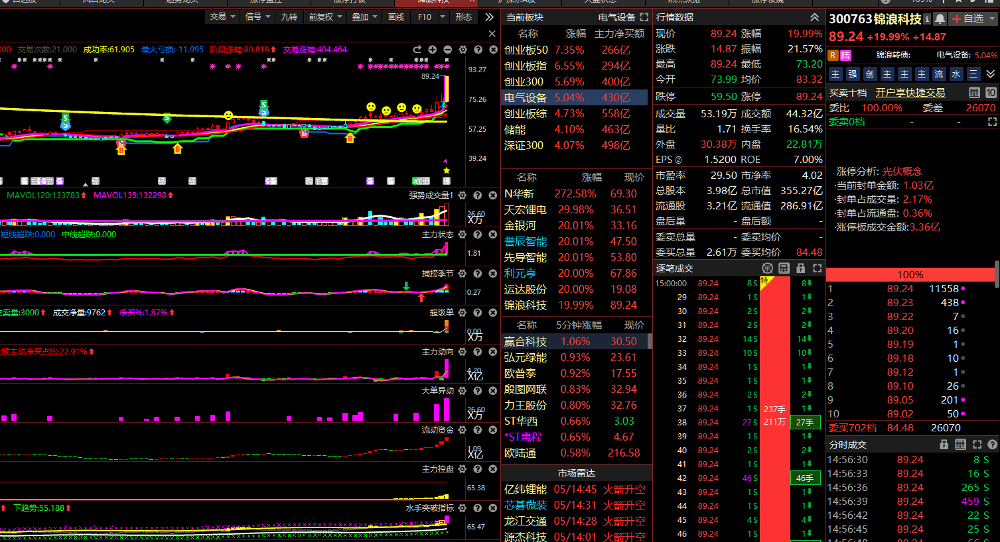 自选股
风口龙头
趋势龙头
涨停监控
涨停打板
锦浪科技
大盘状态
105%
交易 信号 九转 前复权 叠加 画线 F10 形态
交易次数:21.000 成功率:61.905 最大亏损:-11.995 阶段涨幅:80.818 交易涨幅:404.464
93.27
89.24
75.26
57.25
39.24
S
S
S
S
S
B
B
B
B
B
MAVOL120:133783 MAVOL135:132298 强势成交量1
26.60
X万
短线超跌:0.000 中线超跌:0.000 主力状态
1.81
捕捞季节
0.27
卖量:3000 成交净量:9762 净买%:1.97% 超级单
0.00
X万
额主动净买占比:22.91% 主力动向
4.20
X亿
大单异动
26.60
X万
流动资金
1.09
X亿
主力控盘
65.38
下趋势:55.188 水手突破指标
65.47
当前板块 电气设备
名称 涨幅 主力净买额
创业板50 7.35% 266亿
创业板指 6.55% 294亿
创业300 5.69% 400亿
电气设备 5.04% 430亿
创业板综 4.73% 558亿
储能 4.10% 463亿
深证300 4.07% 498亿
名称 涨幅 现价
N华新 272.58% 69.30
天宏锂电 29.98% 36.51
金银河 20.01% 33.16
誉辰智能 20.01% 47.50
先导智能 20.01% 53.80
利元亨 20.00% 67.86
运达股份 20.00% 19.08
锦浪科技 19.99% 89.24
名称 5分钟涨幅 现价
赢合科技 1.06% 30.50
弘元绿能 0.93% 23.61
欧普泰 0.92% 17.55
殷图网联 0.83% 32.94
力王股份 0.80% 32.76
ST华西 0.66% 3.03
*ST惠程 0.65% 4.67
欧陆通 0.58% 216.58
市场雷达
亿纬锂能 05/14:45 火箭升空
芯碁微装 05/14:31 火箭升空
龙江交通 05/14:28 火箭升空
源杰科技 05/14:01 火箭升空
行情数据
现价 89.24 涨幅 19.99%
涨跌 14.87 振幅 21.57%
最高 89.24 最低 73.20
今开 73.99 均价 83.32
跌停 59.50 涨停 89.24
成交量 53.19万 成交额 44.32亿
量比 1.71 换手率 16.54%
外盘 30.38万 内盘 22.81万
EPS② 1.5200 ROE 7.00%
市盈率 29.50 市净率 4.02
总股本 3.98亿 总市值 355.27亿
流通股 3.21亿 流通值 286.91亿
盘后量 - 盘后额 -
委卖总量 - 委卖均价 -
委买总量 2.61万 委买均价 84.48
逐笔成交 单 量
15:00:00 89.24 8 S 特 8
29 89.24 1 S 1
30 89.24 2 S 2
31 89.24 2 S 2
32 89.24 14 S 14
33 89.24 10 S 10
34 89.24 1 S 1
35 89.24 1 S 1
36 89.24 2 S 2
37 89.24 1 S 237手 1
38 89.24 27 S 211万 27手
39 89.24 1 S 1
40 89.24 2 S 2
41 89.24 1 S 1
42 89.24 46 S 46手
43 89.24 1 S 1
44 89.24 1 S 1
45 89.24 4 S 4
46 89.24 1 S 1
300763锦浪科技 自选
89.24 +19.99% +14.87
R 陆 锦浪转债: 电气设备: 5.04%
主 强 创 主 主 主 流 水 三
买卖十档 开户享快捷交易 量 10
委比 100.00% 委差 26070
委卖0档 - -
涨停分析: 光伏概念
·当前封单金额: 1.03亿
·封单占成交量: 2.17%
·封单占流通盘: 0.36%
·涨停板成交金额:3.36亿
100%
1 89.24 11558
2 89.23 438
3 89.22 7
4 89.20 16
5 89.19 1
6 89.18 10
7 89.12 1
8 89.10 26
9 89.05 201
10 89.02 50
委买702档 84.48 26070
分时成交 量
14:56:30 89.24 8 S
14:56:33 89.24 16 S
14:56:36 89.24 265 S
14:56:39 89.24 459 S
14:56:42 89.24 22 S
14:56:45 89.24 25 S
14:56:48 89.24 66 S